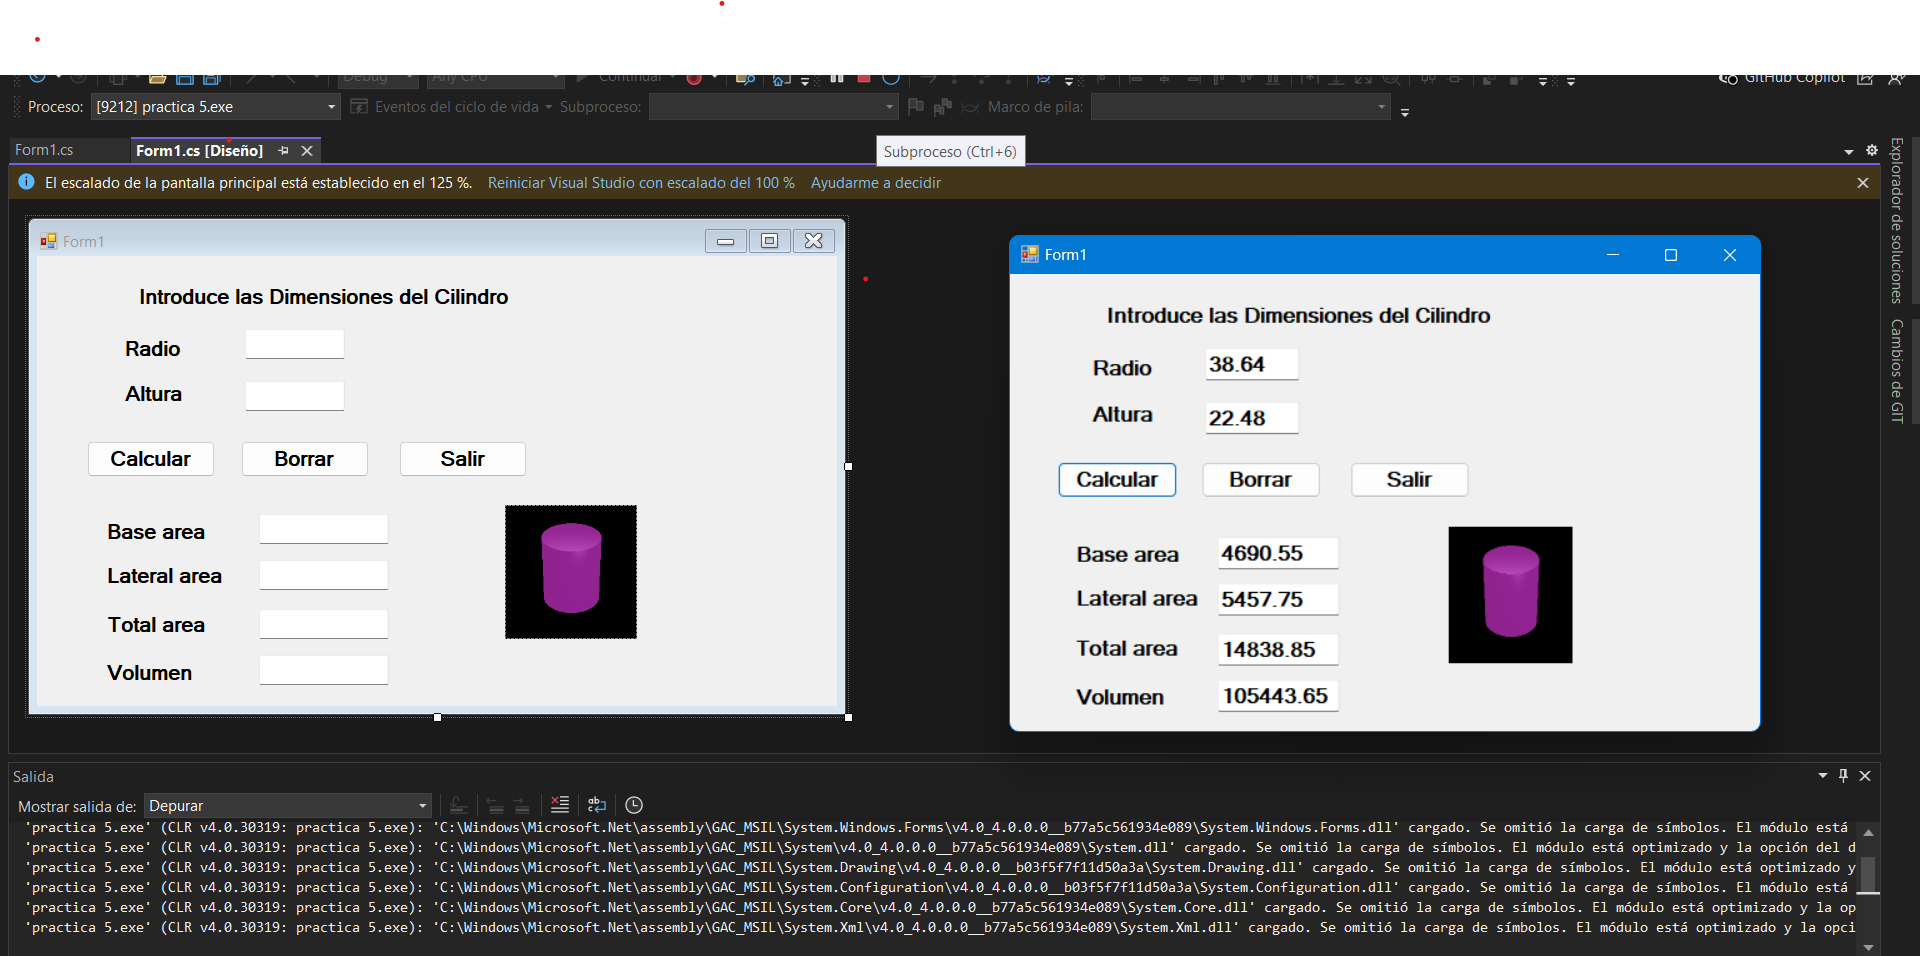 Debug
Any CPU
Continuar
GitHub Copilot
Proceso:
[9212] practica 5.exe
Eventos del ciclo de vida
Subproceso:
Marco de pila:
Form1.cs
Form1.cs [Diseño]
Subproceso (Ctrl+6)
El escalado de la pantalla principal está establecido en el 125 %.
Reiniciar Visual Studio con escalado del 100 %
Ayudarme a decidir
Explorador de soluciones
Cambios de GIT
Form1
Introduce las Dimensiones del Cilindro
Radio
Altura
Calcular
Borrar
Salir
Base area
Lateral area
Total area
Volumen
Form1
Introduce las Dimensiones del Cilindro
Radio
38.64
Altura
22.48
Calcular
Borrar
Salir
Base area
4690.55
Lateral area
5457.75
Total area
14838.85
Volumen
105443.65
Salida
Mostrar salida de:
Depurar
'practica 5.exe' (CLR v4.0.30319: practica 5.exe): 'C:\Windows\Microsoft.Net\assembly\GAC_MSIL\System.Windows.Forms\v4.0_4.0.0.0__b77a5c561934e089\System.Windows.Forms.dll' cargado. Se omitió la carga de símbolos. El módulo está
'practica 5.exe' (CLR v4.0.30319: practica 5.exe): 'C:\Windows\Microsoft.Net\assembly\GAC_MSIL\System\v4.0_4.0.0.0__b77a5c561934e089\System.dll' cargado. Se omitió la carga de símbolos. El módulo está optimizado y la opción del d
'practica 5.exe' (CLR v4.0.30319: practica 5.exe): 'C:\Windows\Microsoft.Net\assembly\GAC_MSIL\System.Drawing\v4.0_4.0.0.0__b03f5f7f11d50a3a\System.Drawing.dll' cargado. Se omitió la carga de símbolos. El módulo está optimizado y
'practica 5.exe' (CLR v4.0.30319: practica 5.exe): 'C:\Windows\Microsoft.Net\assembly\GAC_MSIL\System.Configuration\v4.0_4.0.0.0__b03f5f7f11d50a3a\System.Configuration.dll' cargado. Se omitió la carga de símbolos. El módulo está
'practica 5.exe' (CLR v4.0.30319: practica 5.exe): 'C:\Windows\Microsoft.Net\assembly\GAC_MSIL\System.Core\v4.0_4.0.0.0__b77a5c561934e089\System.Core.dll' cargado. Se omitió la carga de símbolos. El módulo está optimizado y la op
'practica 5.exe' (CLR v4.0.30319: practica 5.exe): 'C:\Windows\Microsoft.Net\assembly\GAC_MSIL\System.Xml\v4.0_4.0.0.0__b77a5c561934e089\System.Xml.dll' cargado. Se omitió la carga de símbolos. El módulo está optimizado y la opci